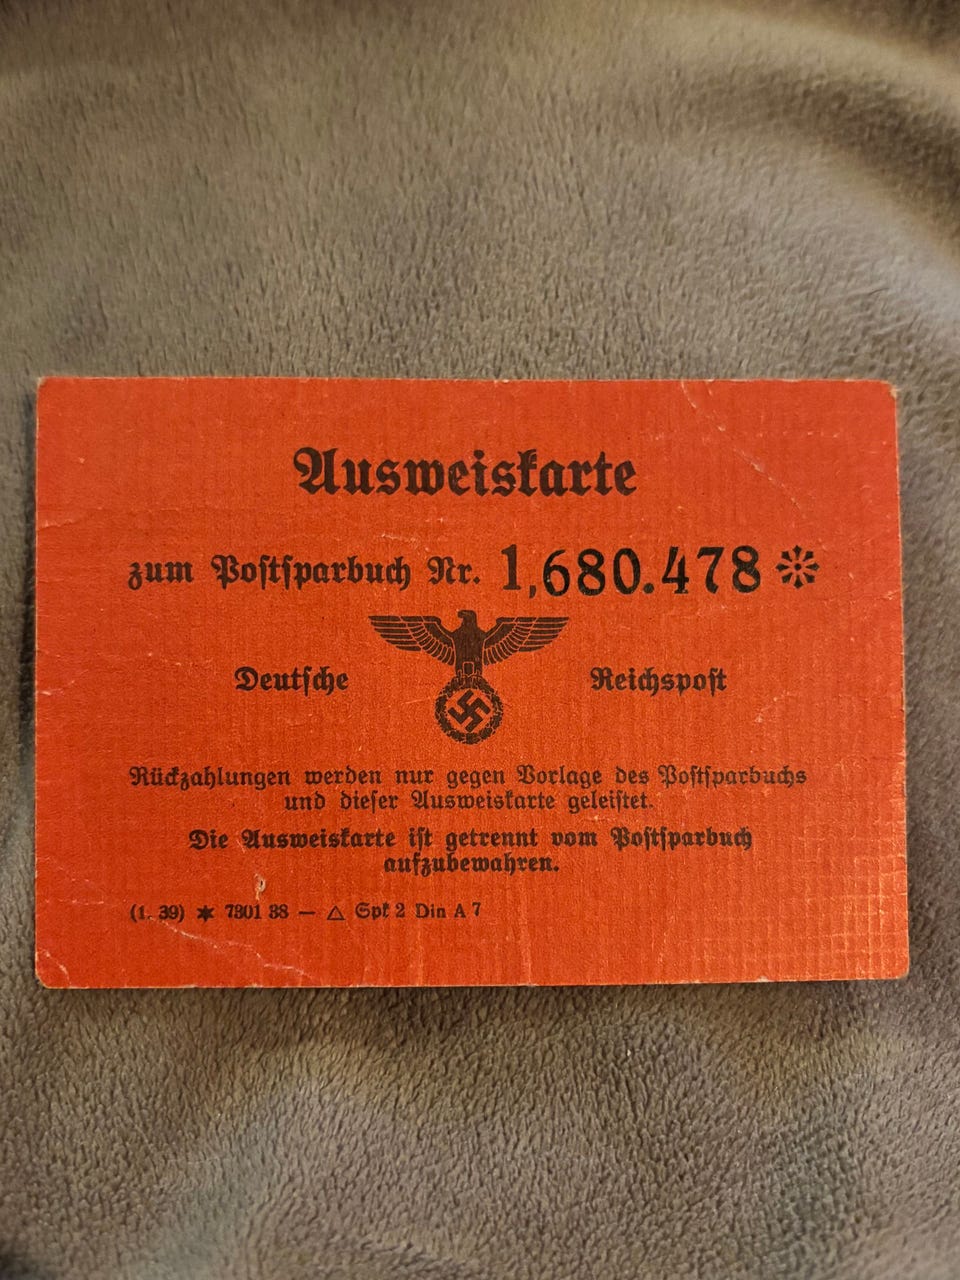 Ausweiskarte
zum Postsparbuch Nr. 1,680.478 ❊
Deutsche Reichspost
Rückzahlungen werden nur gegen Vorlage des Postsparbuchs
und dieser Ausweiskarte geleistet.
Die Ausweiskarte ist getrennt vom Postsparbuch
aufzubewahren.
(1. 39) ✶ 7301 38 — △ Spk 2 Din A 7